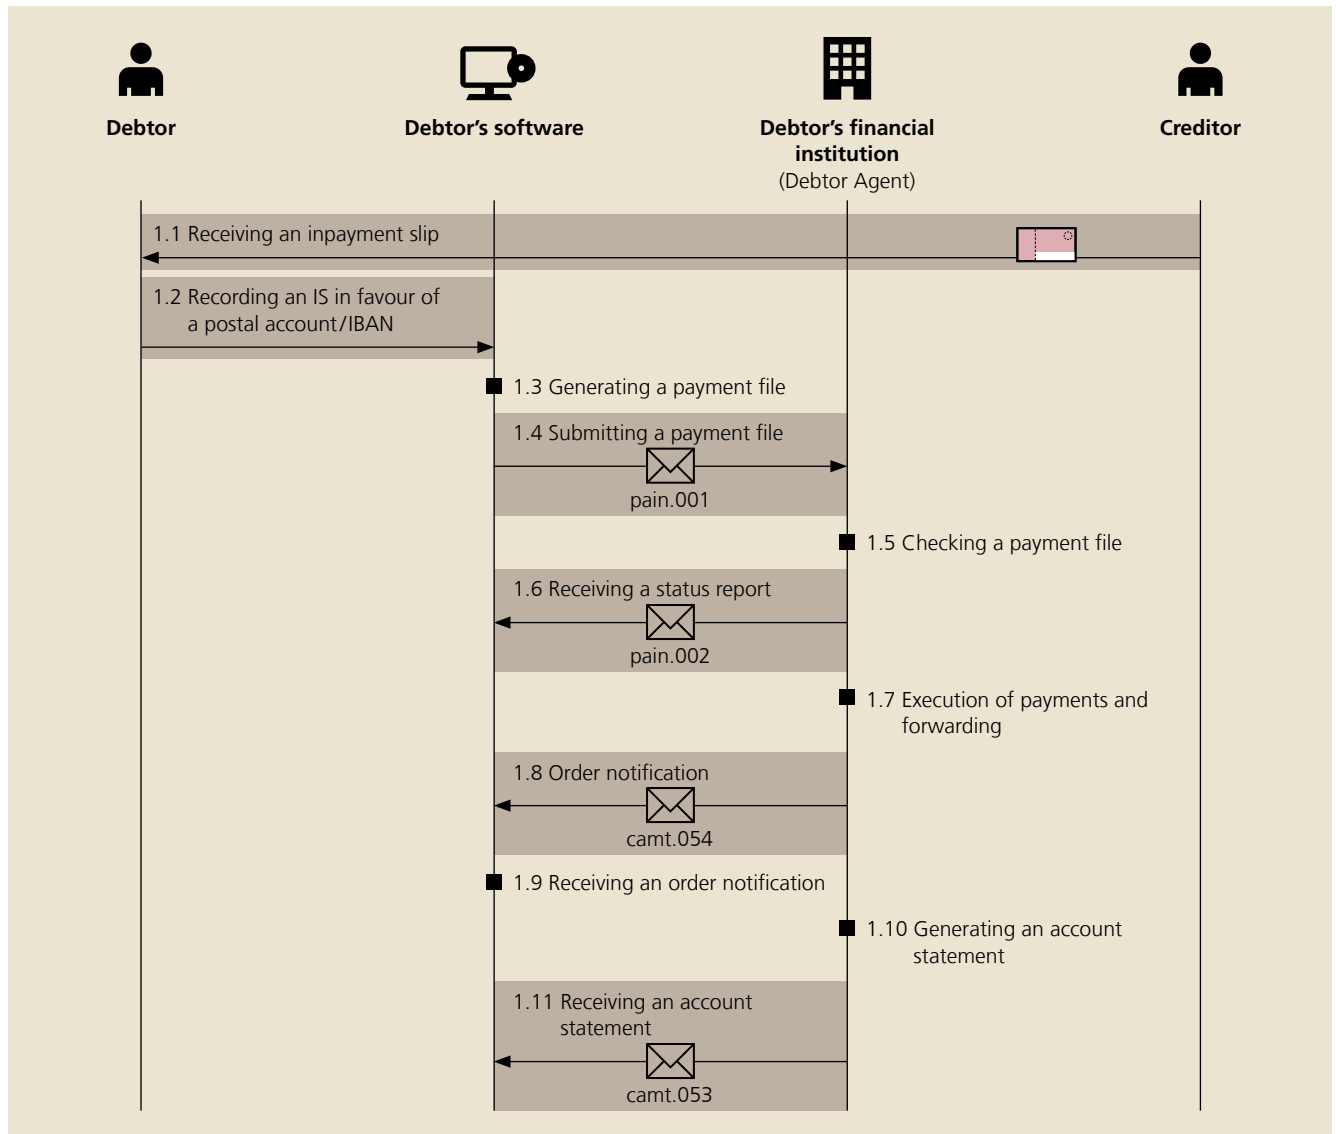 Debtor
Debtor’s software
Debtor’s financial
institution
(Debtor Agent)
Creditor
1.1 Receiving an inpayment slip
1.2 Recording an IS in favour of
a postal account/IBAN
1.3 Generating a payment file
1.4 Submitting a payment file
pain.001
1.5 Checking a payment file
1.6 Receiving a status report
pain.002
1.7 Execution of payments and
forwarding
1.8 Order notification
camt.054
1.9 Receiving an order notification
1.10 Generating an account
statement
1.11 Receiving an account
statement
camt.053